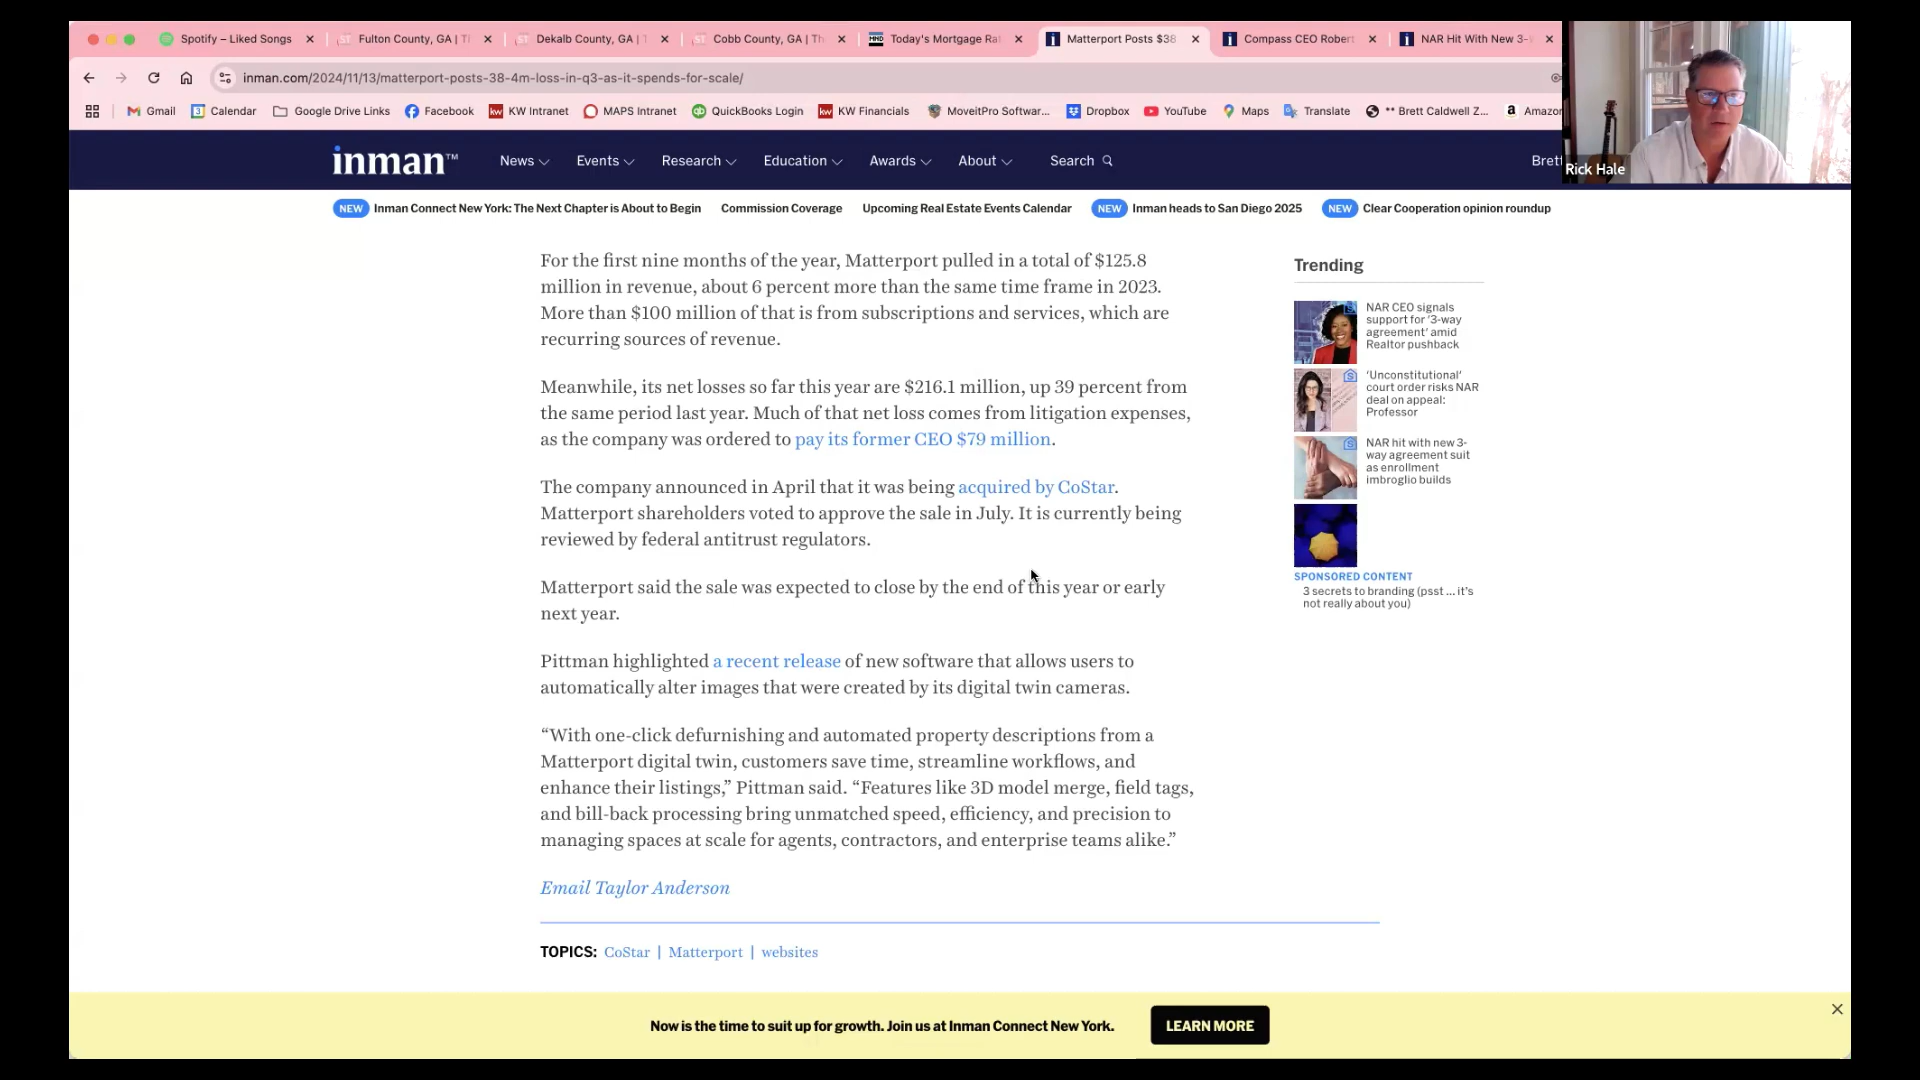 Spotify – Liked Songs
Fulton County, GA | Tl
Dekalb County, GA | T
Cobb County, GA | Th
MND Today's Mortgage Ra
Matterport Posts $38
Compass CEO Robert
NAR Hit With New 3-
inman.com/2024/11/13/matterport-posts-38-4m-loss-in-q3-as-it-spends-for-scale/
Gmail
Calendar
Google Drive Links
Facebook
kw KW Intranet
MAPS Intranet
qb QuickBooks Login
kw KW Financials
MoveitPro Softwar...
Dropbox
YouTube
Maps
Translate
** Brett Caldwell Z...
a Amazon
inman™
News
Events
Research
Education
Awards
About
Search
Brett
Rick Hale
NEW Inman Connect New York: The Next Chapter is About to Begin
Commission Coverage
Upcoming Real Estate Events Calendar
NEW Inman heads to San Diego 2025
NEW Clear Cooperation opinion roundup
For the first nine months of the year, Matterport pulled in a total of $125.8
million in revenue, about 6 percent more than the same time frame in 2023.
More than $100 million of that is from subscriptions and services, which are
recurring sources of revenue.
Meanwhile, its net losses so far this year are $216.1 million, up 39 percent from
the same period last year. Much of that net loss comes from litigation expenses,
as the company was ordered to pay its former CEO $79 million.
The company announced in April that it was being acquired by CoStar.
Matterport shareholders voted to approve the sale in July. It is currently being
reviewed by federal antitrust regulators.
Matterport said the sale was expected to close by the end of this year or early
next year.
Pittman highlighted a recent release of new software that allows users to
automatically alter images that were created by its digital twin cameras.
“With one-click defurnishing and automated property descriptions from a
Matterport digital twin, customers save time, streamline workflows, and
enhance their listings,” Pittman said. “Features like 3D model merge, field tags,
and bill-back processing bring unmatched speed, efficiency, and precision to
managing spaces at scale for agents, contractors, and enterprise teams alike.”
Email Taylor Anderson
TOPICS: CoStar | Matterport | websites
Trending
NAR CEO signals
support for '3-way
agreement' amid
Realtor pushback
'Unconstitutional'
court order risks NAR
deal on appeal:
Professor
NAR hit with new 3-
way agreement suit
as enrollment
imbroglio builds
SPONSORED CONTENT
3 secrets to branding (psst ... it's
not really about you)
Now is the time to suit up for growth. Join us at Inman Connect New York.
LEARN MORE